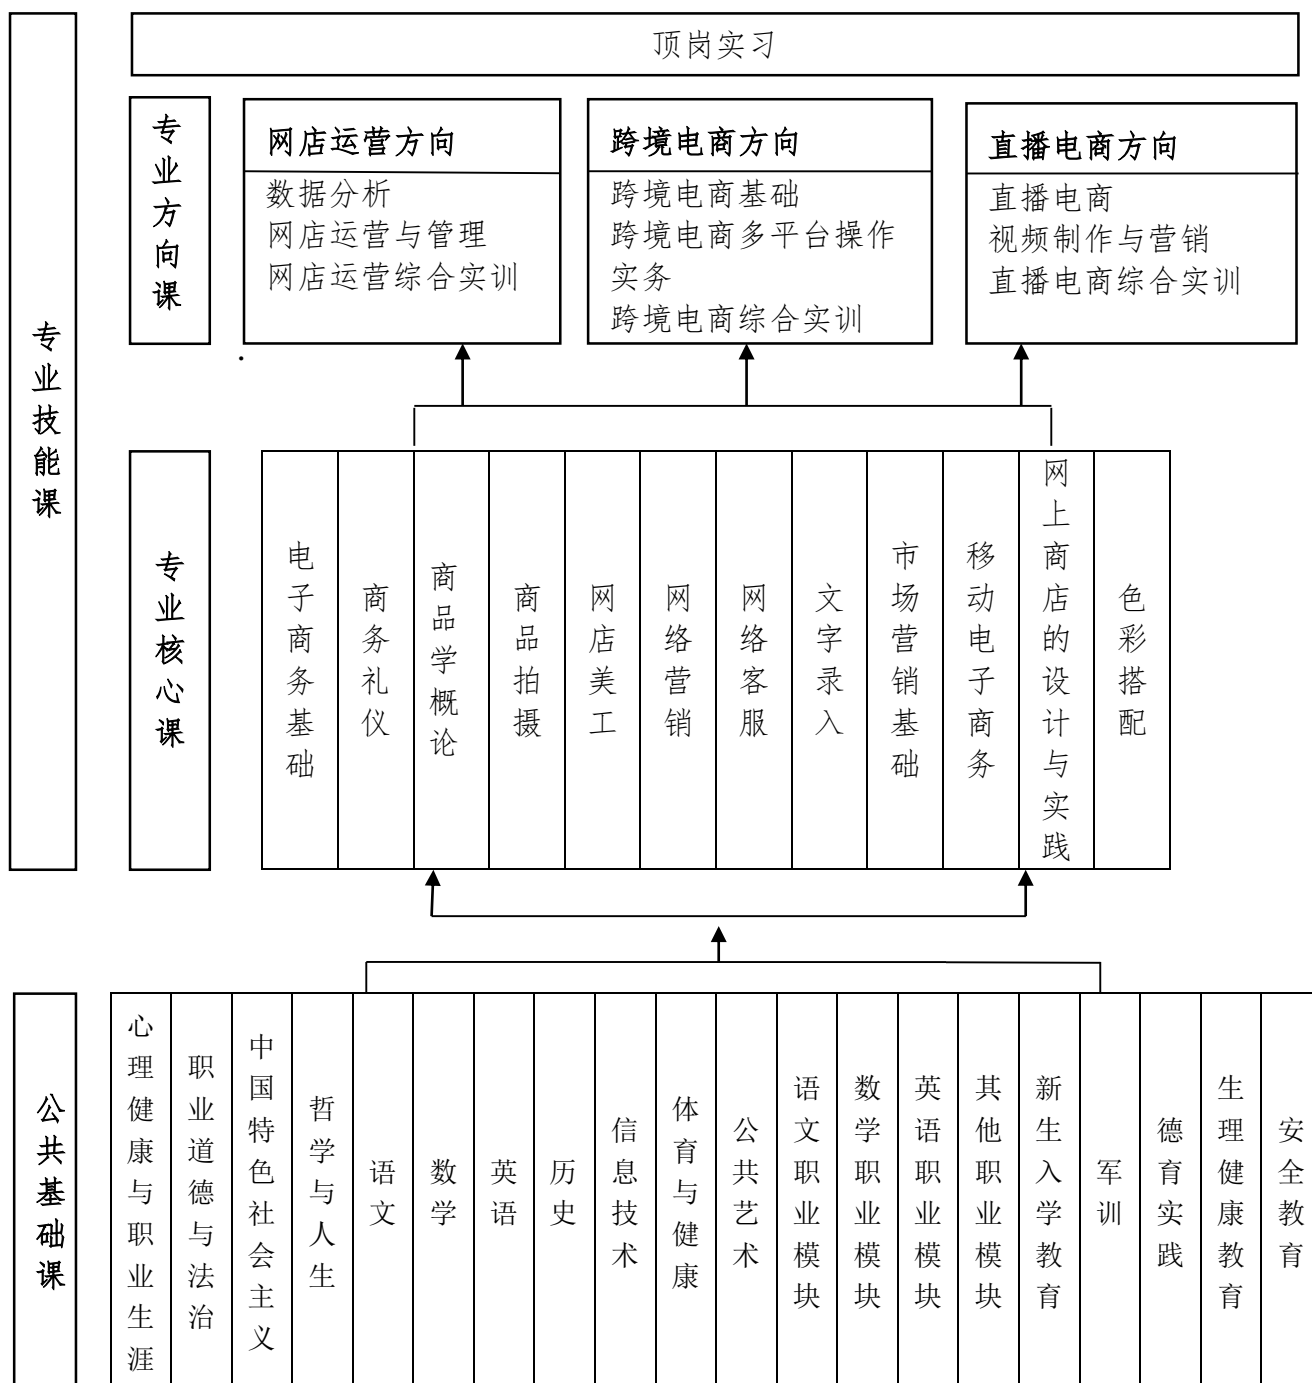 顶岗实习
专业技能课
专业方向课
网店运营方向
数据分析
网店运营与管理
网店运营综合实训
跨境电商方向
跨境电商基础
跨境电商多平台操作
实务
跨境电商综合实训
直播电商方向
直播电商
视频制作与营销
直播电商综合实训
专业核心课
电子商务基础
商务礼仪
商品学概论
商品拍摄
网店美工
网络营销
网络客服
文字录入
市场营销基础
移动电子商务
网上商店的设计与实践
色彩搭配
公共基础课
心理健康与职业生涯
职业道德与法治
中国特色社会主义
哲学与人生
语文
数学
英语
历史
信息技术
体育与健康
公共艺术
语文职业模块
数学职业模块
英语职业模块
其他职业模块
新生入学教育
军训
德育实践
生理健康教育
安全教育